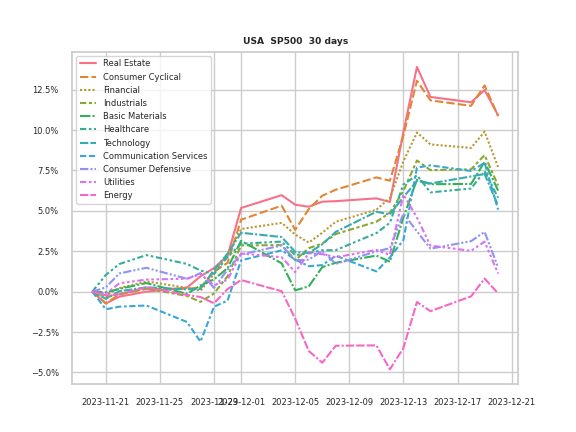 USA  SP500  30 days
Real Estate
Consumer Cyclical
Financial
Industrials
Basic Materials
Healthcare
Technology
Communication Services
Consumer Defensive
Utilities
Energy
12.5%
10.0%
7.5%
5.0%
2.5%
0.0%
−2.5%
−5.0%
2023-11-21 2023-11-25 2023-11-29 2023-12-01 2023-12-05 2023-12-09 2023-12-13 2023-12-17 2023-12-21